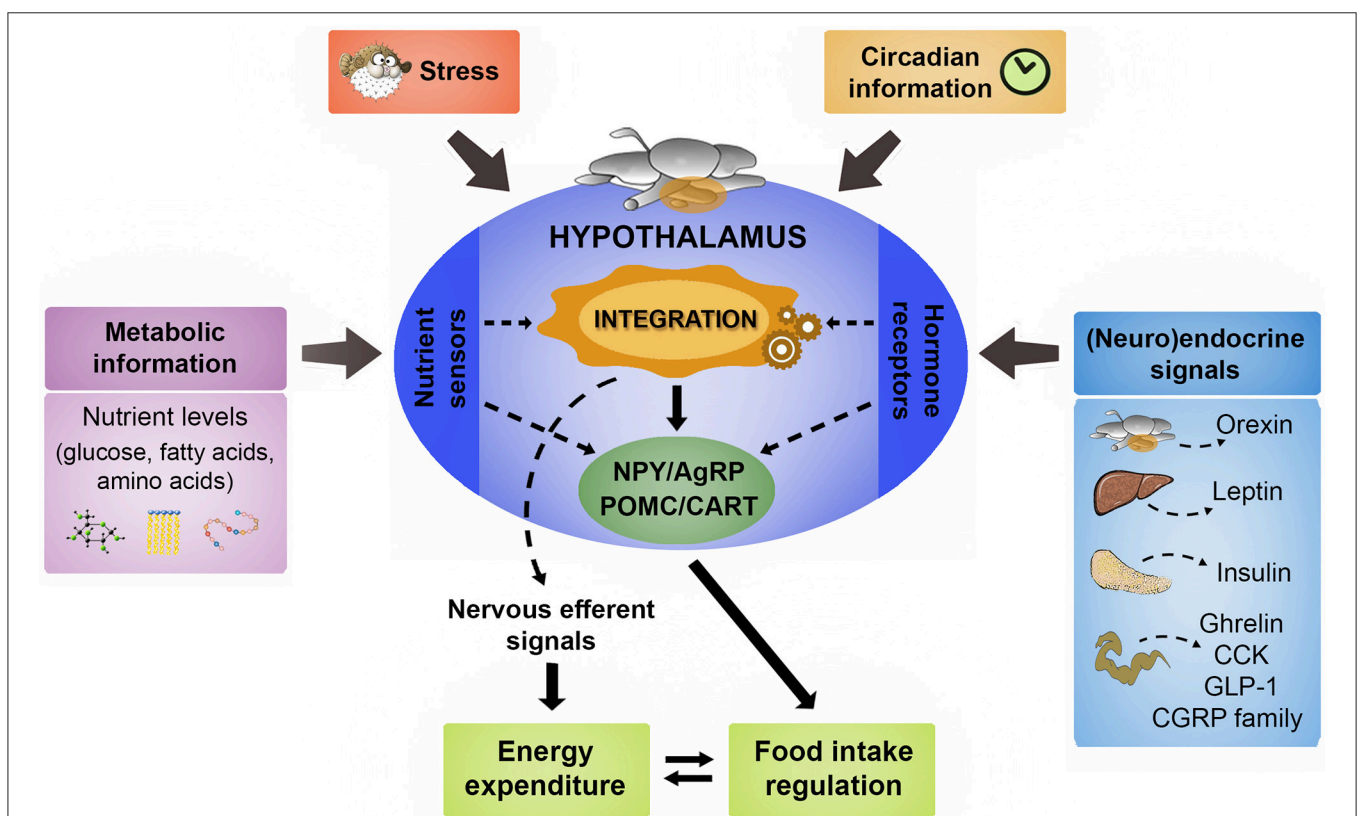 Stress
Circadian
information
HYPOTHALAMUS
INTEGRATION
Nutrient
sensors
Hormone
receptors
Metabolic
information
Nutrient levels
(glucose, fatty acids,
amino acids)
(Neuro)endocrine
signals
Orexin
Leptin
Insulin
Ghrelin
CCK
GLP-1
CGRP family
NPY/AgRP
POMC/CART
Nervous efferent
signals
Energy
expenditure
Food intake
regulation